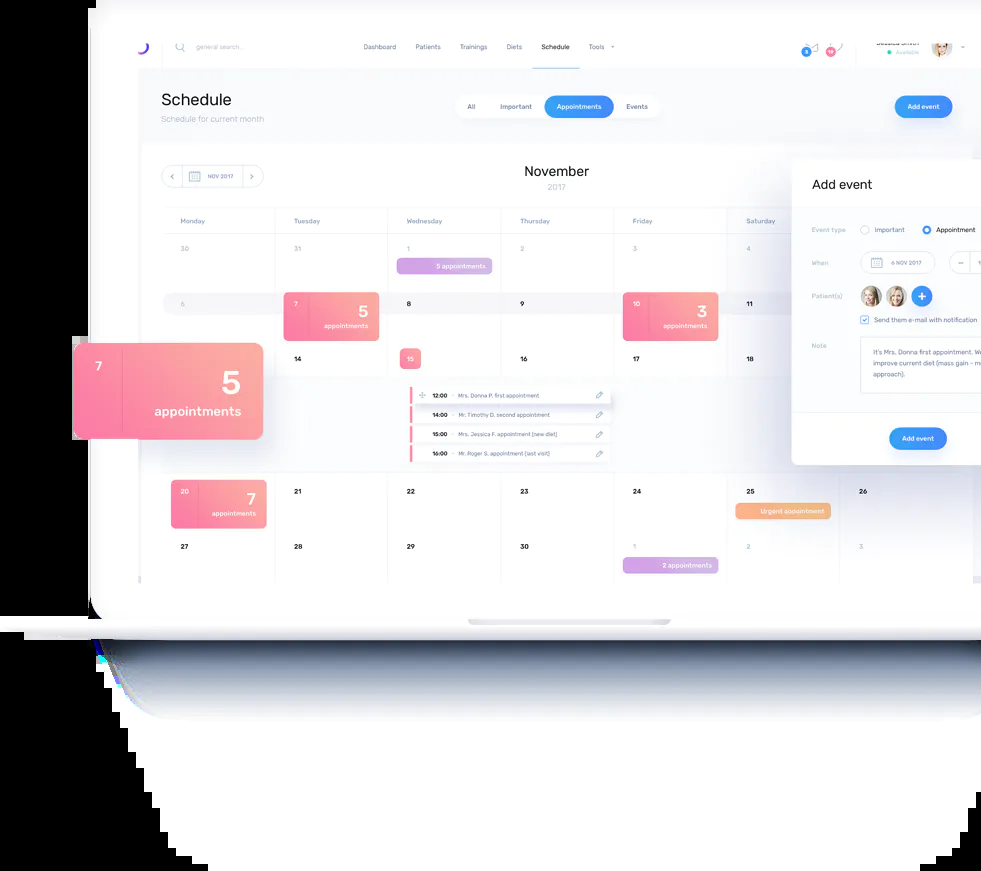 general search...
Dashboard Patients Trainings Diets Schedule Tools
8
Available
Schedule
Schedule for current month
All Important Appointments Events
Add event
NOV 2017
November
2017
Monday Tuesday Wednesday Thursday Friday Saturday
30 31 1 2 3 4
5 appointments
6 7 8 9 10 11
5 3
appointments appointments
14 15 16 17 18
7
5
appointments
12:00 - Mrs. Donna P. first appointment
14:00 - Mr. Timothy D. second appointment
15:00 - Mrs. Jessica F. appointment (new diet)
16:00 - Mr. Roger S. appointment (last visit)
20 21 22 23 24 25 26
7
appointments
Urgent appointment
27 28 29 30 1 2 3
2 appointments
Add event
Event type Important Appointment
When 6 NOV 2017
Patient(s)
Send them e-mail with notification
Note
It's Mrs. Donna first appointment.
improve current diet (mass gain -
approach).
Add event